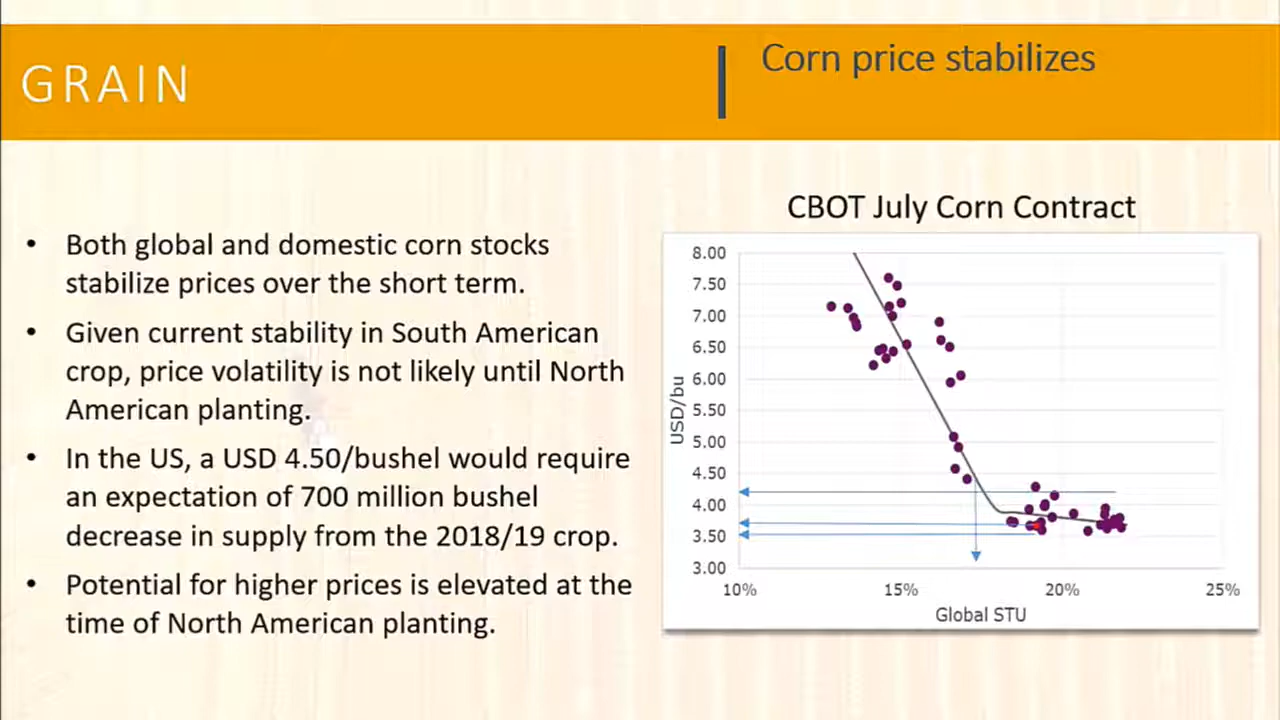 GRAIN
Corn price stabilizes
• Both global and domestic corn stocks
stabilize prices over the short term.
• Given current stability in South American
crop, price volatility is not likely until North
American planting.
• In the US, a USD 4.50/bushel would require
an expectation of 700 million bushel
decrease in supply from the 2018/19 crop.
• Potential for higher prices is elevated at the
time of North American planting.
CBOT July Corn Contract
USD/bu
8.00
7.50
7.00
6.50
6.00
5.50
5.00
4.50
4.00
3.50
3.00
10% 15% 20% 25%
Global STU